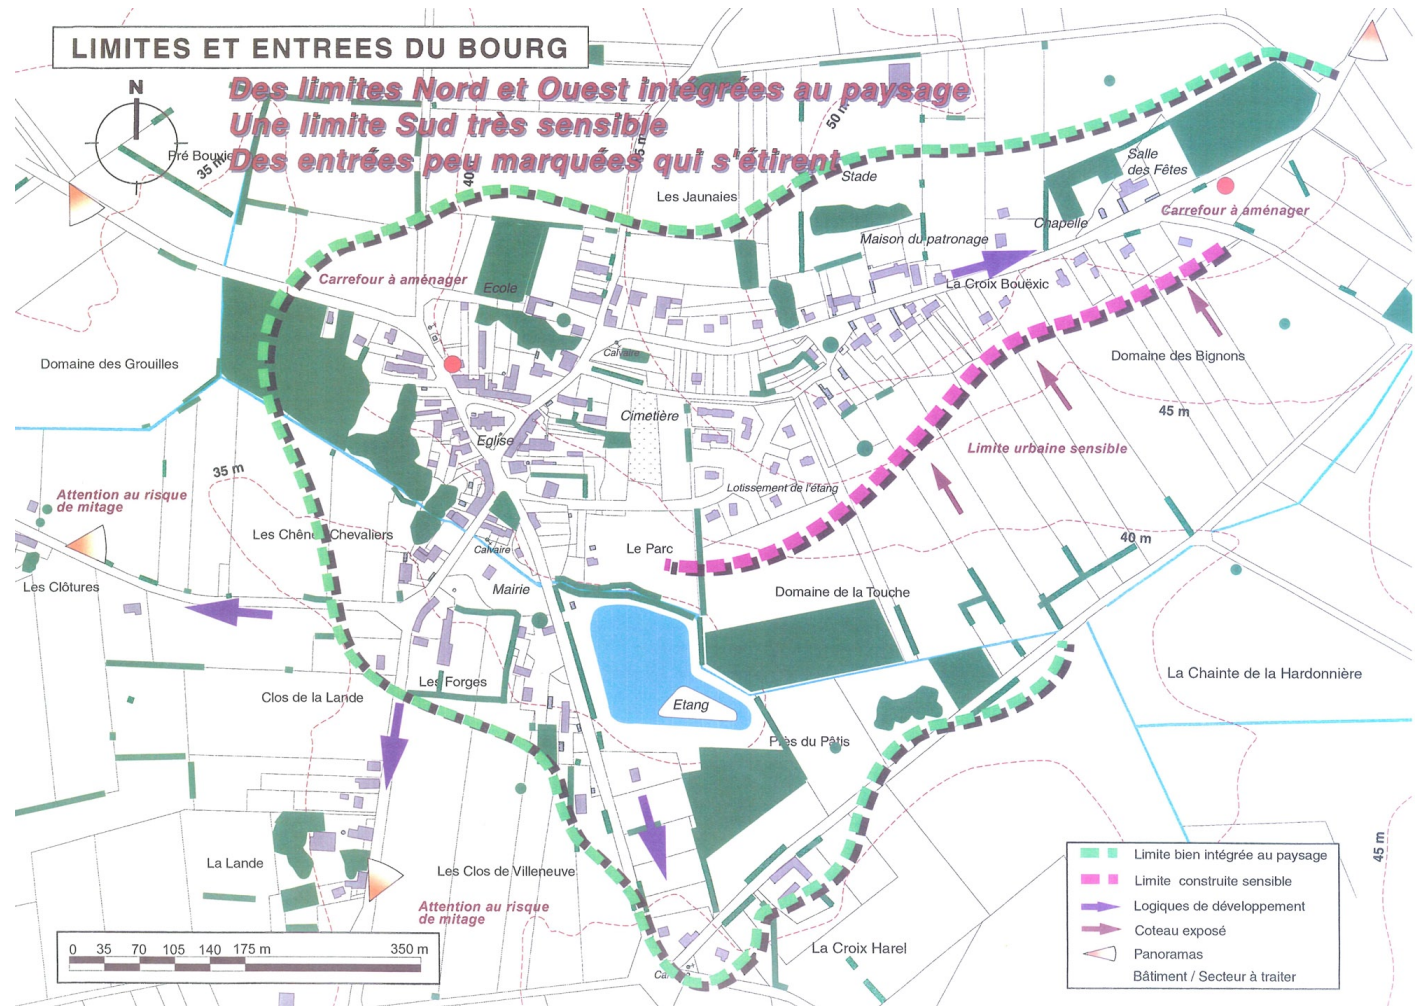 LIMITES ET ENTREES DU BOURG
Des limites Nord et Ouest intégrées au paysage
Une limite Sud très sensible
Des entrées peu marquées qui s'étirent
N
Pré Bouvie
35 m
40 m
50 m
Les Jaunaies
Stade
Salle
des Fêtes
Chapelle
Carrefour à aménager
Maison du patronage
La Croix Bouëxic
Carrefour à aménager
Ecole
Calvaire
Domaine des Grouilles
Domaine des Bignons
45 m
Cimetière
Eglise
Limite urbaine sensible
35 m
Attention au risque
de mitage
Lotissement de l'étang
Les Chênes Chevaliers
Le Parc
40 m
Calvaire
Les Clôtures
Mairie
Domaine de la Touche
Les Forges
Clos de la Lande
La Chainte de la Hardonnière
Etang
Près du Pâtis
La Lande
Les Clos de Villeneuve
45 m
Attention au risque
de mitage
La Croix Harel
0 35 70 105 140 175 m 350 m
Limite bien intégrée au paysage
Limite construite sensible
Logiques de développement
Coteau exposé
Panoramas
Bâtiment / Secteur à traiter